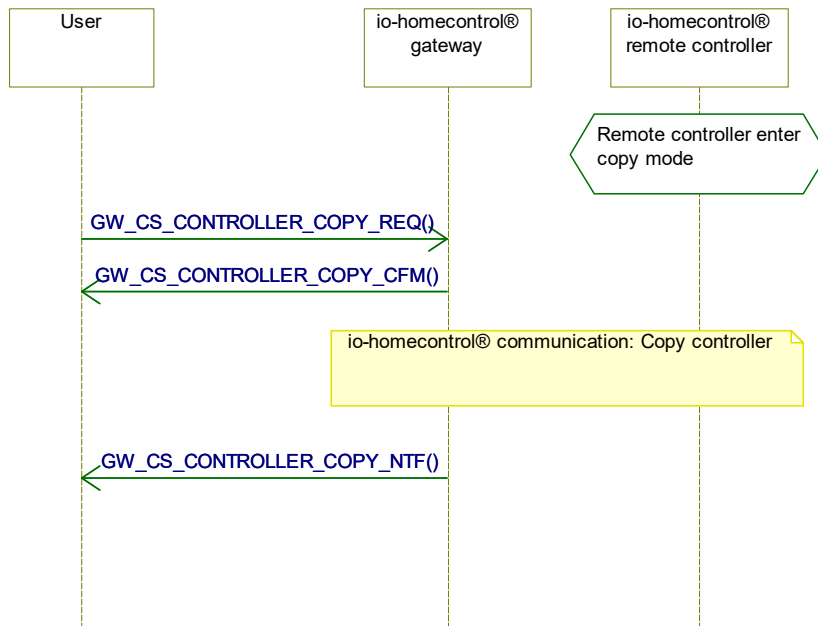 User
io-homecontrol®
gateway
io-homecontrol®
remote controller
Remote controller enter
copy mode
GW_CS_CONTROLLER_COPY_REQ()
GW_CS_CONTROLLER_COPY_CFM()
io-homecontrol® communication: Copy controller
GW_CS_CONTROLLER_COPY_NTF()